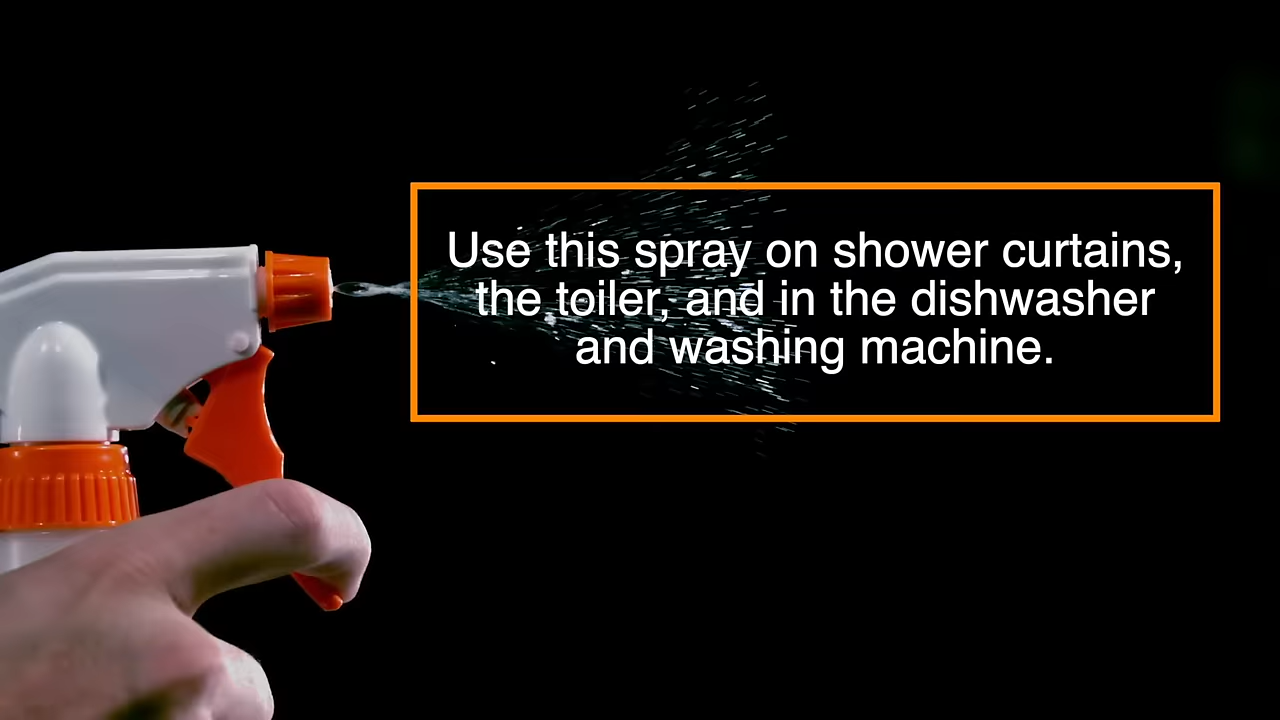 Use this spray on shower curtains,
the toiler, and in the dishwasher
and washing machine.